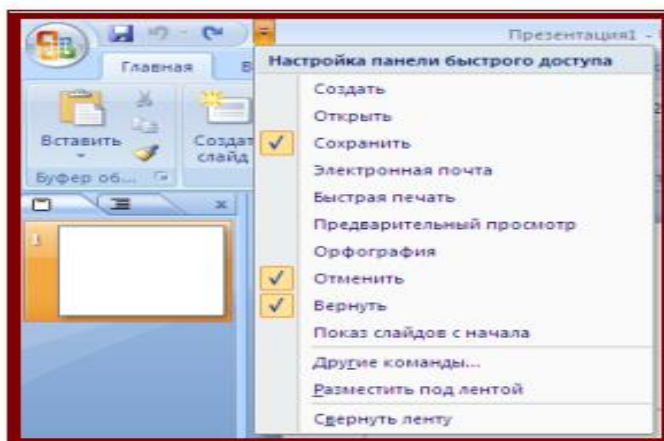 Презентация1 -
Главная
Настройка панели быстрого доступа
Вставить
Создат
слайд
Буфер об...
1
Создать
Открыть
Сохранить
Электронная почта
Быстрая печать
Предварительный просмотр
Орфография
Отменить
Вернуть
Показ слайдов с начала
Другие команды...
Разместить под лентой
Свернуть ленту